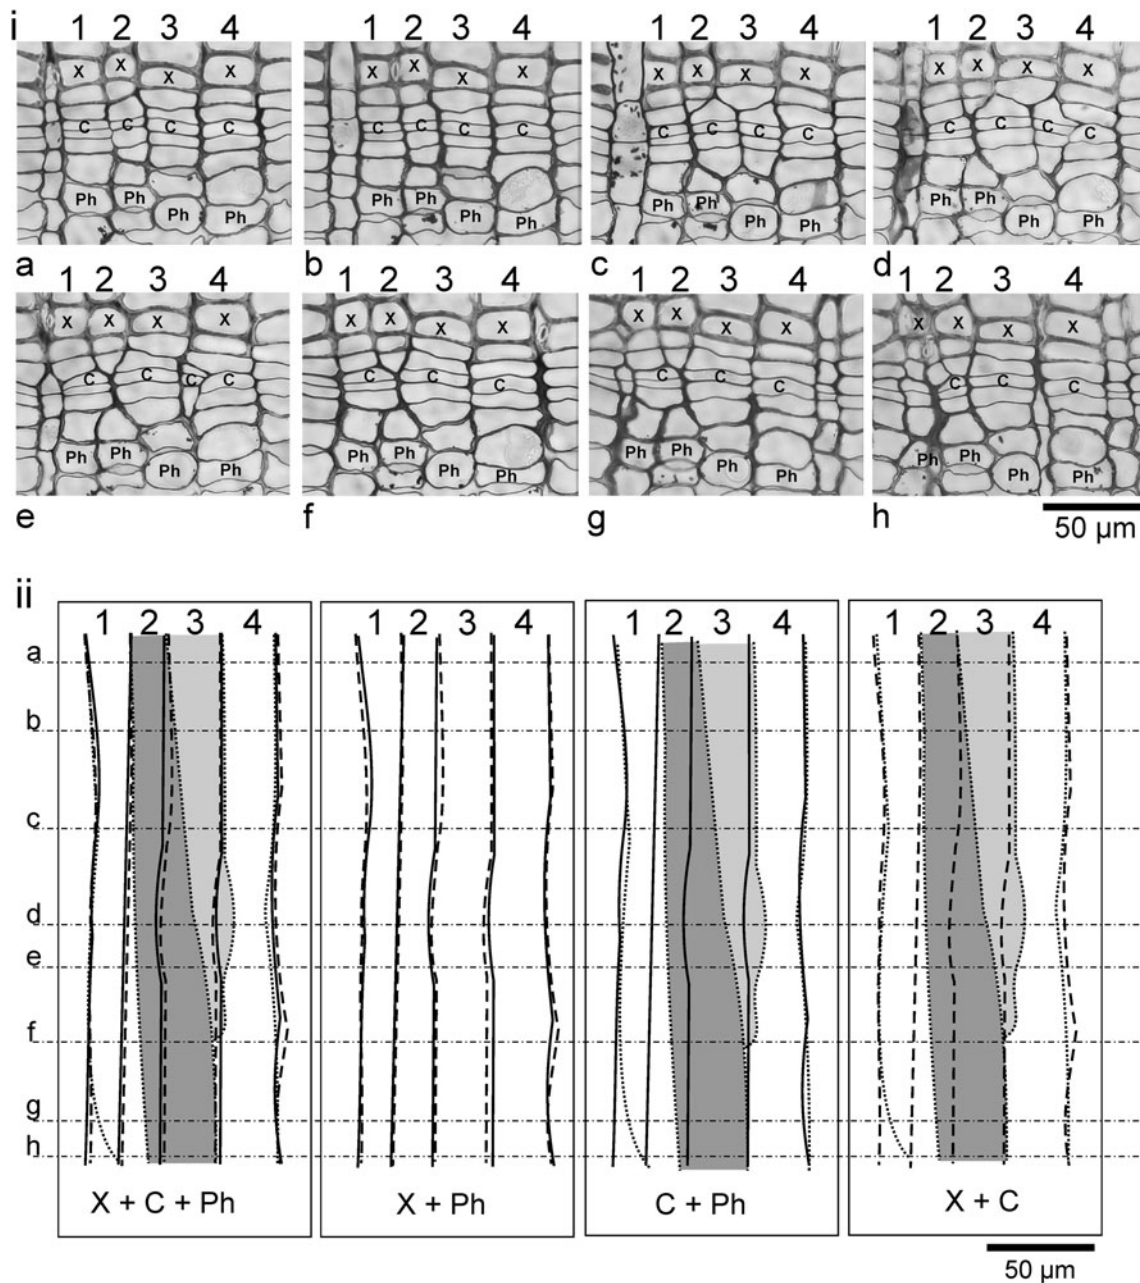 i
1 2 3 4 1 2 3 4 1 2 3 4 1 2 3 4
X X X X X X X X X X X X X X X X
C C C C C C C C C C C C C C C C
Ph Ph Ph Ph Ph Ph Ph Ph Ph Ph Ph Ph Ph Ph Ph Ph
a b c d
1 2 3 4 1 2 3 4 1 2 3 4 1 2 3 4
X X X X X X X X X X X X X X X X
C C C C C C C C C C C C C
Ph Ph Ph Ph Ph Ph Ph Ph Ph Ph Ph Ph Ph Ph Ph Ph
e f g h
50 µm
ii
1 2 3 4 1 2 3 4 1 2 3 4 1 2 3 4
a
b
c
d
e
f
g
h
X + C + Ph X + Ph C + Ph X + C
50 µm